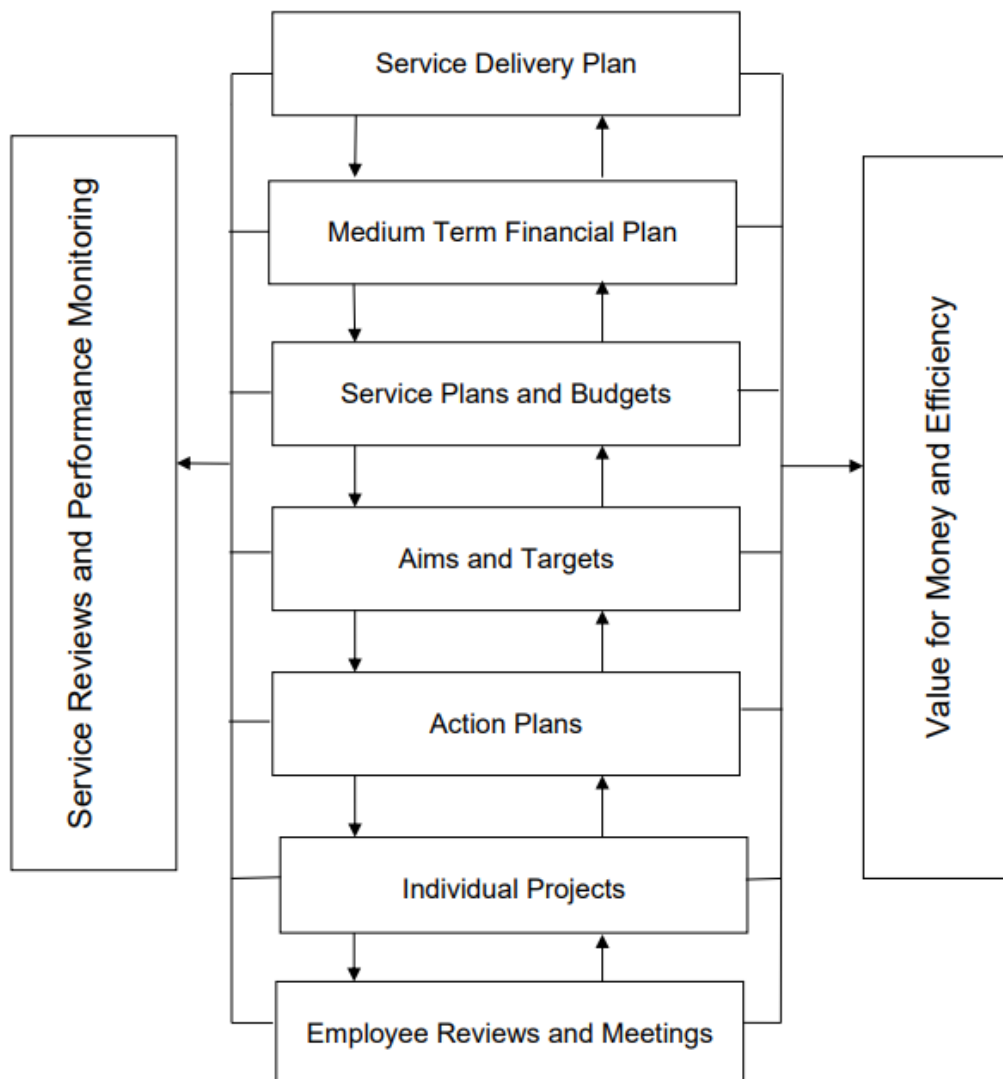 Service Delivery Plan
Service Reviews and Performance Monitoring
Medium Term Financial Plan
Value for Money and Efficiency
Service Plans and Budgets
Aims and Targets
Action Plans
Individual Projects
Employee Reviews and Meetings